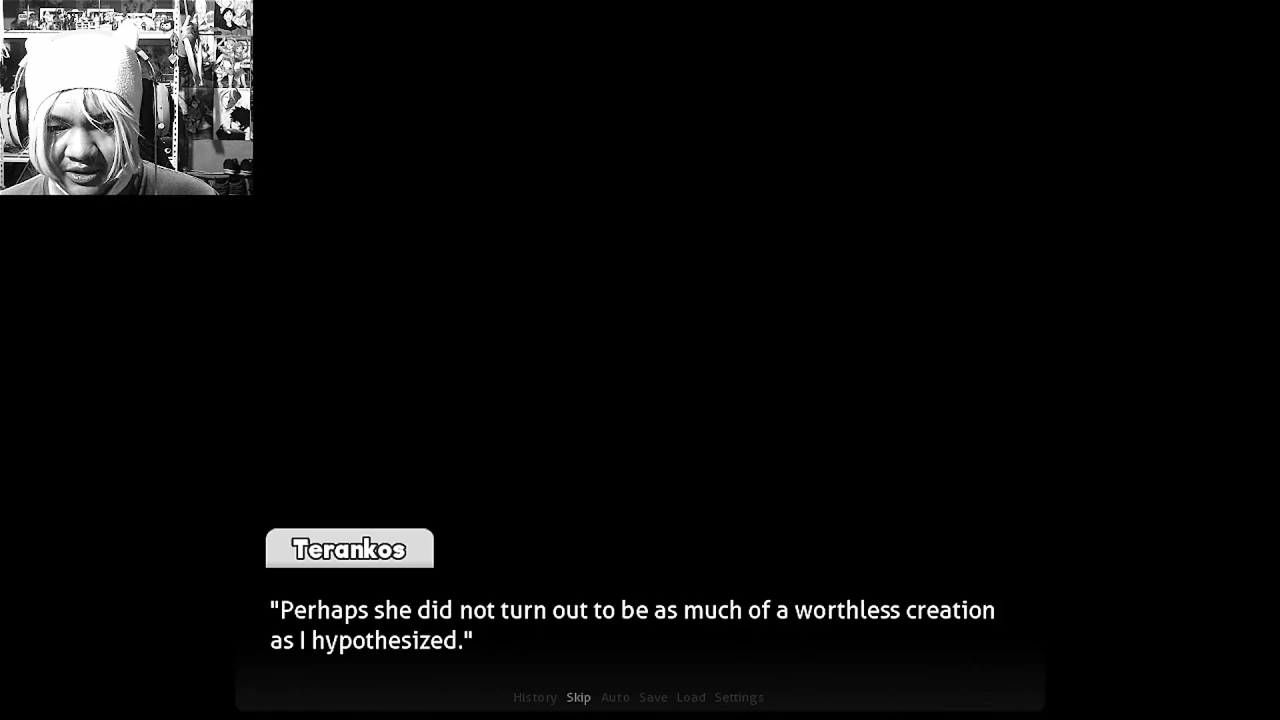 Terankos
"Perhaps she did not turn out to be as much of a worthless creation
as I hypothesized."
History Skip Auto Save Load Settings